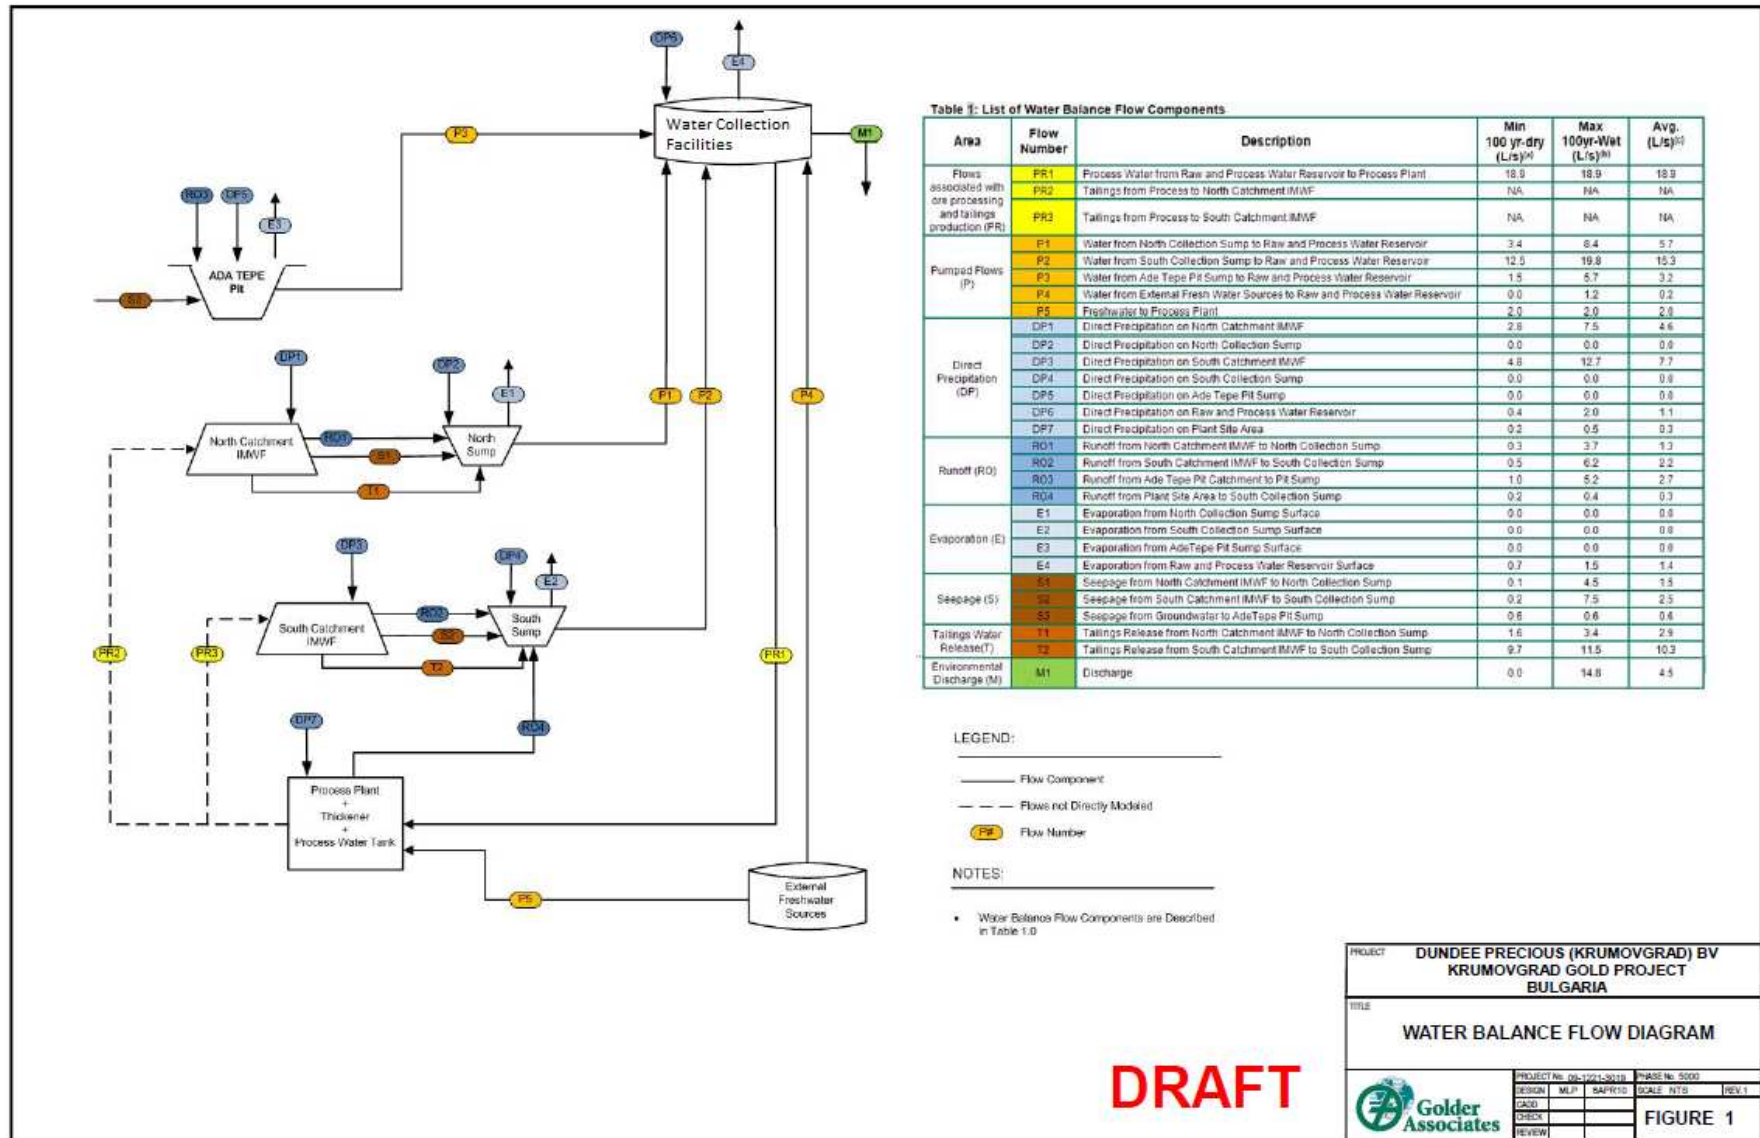 DP6
E4
Water Collection
Facilities
P3
M1
RO3
DP5
E3
ADA TEPE
Pit
S3
DP1
DP2
E1
P1
P2
P4
North Catchment
IMWF
RO1
S1
North
Sump
T1
DP3
DP4
E2
South Catchment
IMWF
RO2
S2
South
Sump
T2
PR2
PR3
PR1
DP7
RO4
Process Plant
+
Thickener
+
Process Water Tank
P5
External
Freshwater
Sources
Table 1: List of Water Balance Flow Components
Area Flow Number Description Min 100 yr-dry (L/s)(a) Max 100yr-Wet (L/s)(b) Avg. (L/s)(c)
Flows associated with ore processing and tailings production (PR)
PR1 Process Water from Raw and Process Water Reservoir to Process Plant 18.9 18.9 18.9
PR2 Tailings from Process to North Catchment IMWF NA NA NA
PR3 Tailings from Process to South Catchment IMWF NA NA NA
Pumped Flows (P)
P1 Water from North Collection Sump to Raw and Process Water Reservoir 3.4 8.4 5.7
P2 Water from South Collection Sump to Raw and Process Water Reservoir 12.5 19.8 15.3
P3 Water from Ade Tepe Pit Sump to Raw and Process Water Reservoir 1.5 5.7 3.2
P4 Water from External Fresh Water Sources to Raw and Process Water Reservoir 0.0 1.2 0.2
P5 Freshwater to Process Plant 2.0 2.0 2.0
Direct Precipitation (DP)
DP1 Direct Precipitation on North Catchment IMWF 2.8 7.5 4.6
DP2 Direct Precipitation on North Collection Sump 0.0 0.0 0.0
DP3 Direct Precipitation on South Catchment IMWF 4.8 12.7 7.7
DP4 Direct Precipitation on South Collection Sump 0.0 0.0 0.0
DP5 Direct Precipitation on Ade Tepe Pit Sump 0.0 0.0 0.0
DP6 Direct Precipitation on Raw and Process Water Reservoir 0.4 2.0 1.1
DP7 Direct Precipitation on Plant Site Area 0.2 0.5 0.3
Runoff (RO)
RO1 Runoff from North Catchment IMWF to North Collection Sump 0.3 3.7 1.3
RO2 Runoff from South Catchment IMWF to South Collection Sump 0.5 6.2 2.2
RO3 Runoff from Ade Tepe Pit Catchment to Pit Sump 1.0 5.2 2.7
RO4 Runoff from Plant Site Area to South Collection Sump 0.2 0.4 0.3
Evaporation (E)
E1 Evaporation from North Collection Sump Surface 0.0 0.0 0.0
E2 Evaporation from South Collection Sump Surface 0.0 0.0 0.0
E3 Evaporation from AdeTepe Pit Sump Surface 0.0 0.0 0.0
E4 Evaporation from Raw and Process Water Reservoir Surface 0.7 1.5 1.4
Seepage (S)
S1 Seepage from North Catchment IMWF to North Collection Sump 0.1 4.5 1.5
S2 Seepage from South Catchment IMWF to South Collection Sump 0.2 7.5 2.5
S3 Seepage from Groundwater to AdeTepe Pit Sump 0.6 0.6 0.6
Tailings Water Release(T)
T1 Tailings Release from North Catchment IMWF to North Collection Sump 1.6 3.4 2.9
T2 Tailings Release from South Catchment IMWF to South Collection Sump 9.7 11.5 10.3
Environmental Discharge (M)
M1 Discharge 0.0 14.8 4.5
LEGEND:
Flow Component
Flows not Directly Modeled
P# Flow Number
NOTES:
• Water Balance Flow Components are Described
in Table 1.0
PROJECT
DUNDEE PRECIOUS (KRUMOVGRAD) BV
KRUMOVGRAD GOLD PROJECT
BULGARIA
TITLE
WATER BALANCE FLOW DIAGRAM
DRAFT
Golder
Associates
PROJECT No. 09-1221-3019 PHASE No. 5000
DESIGN MLP 8APR10 SCALE NTS REV.1
CADD
CHECK
REVIEW
FIGURE 1